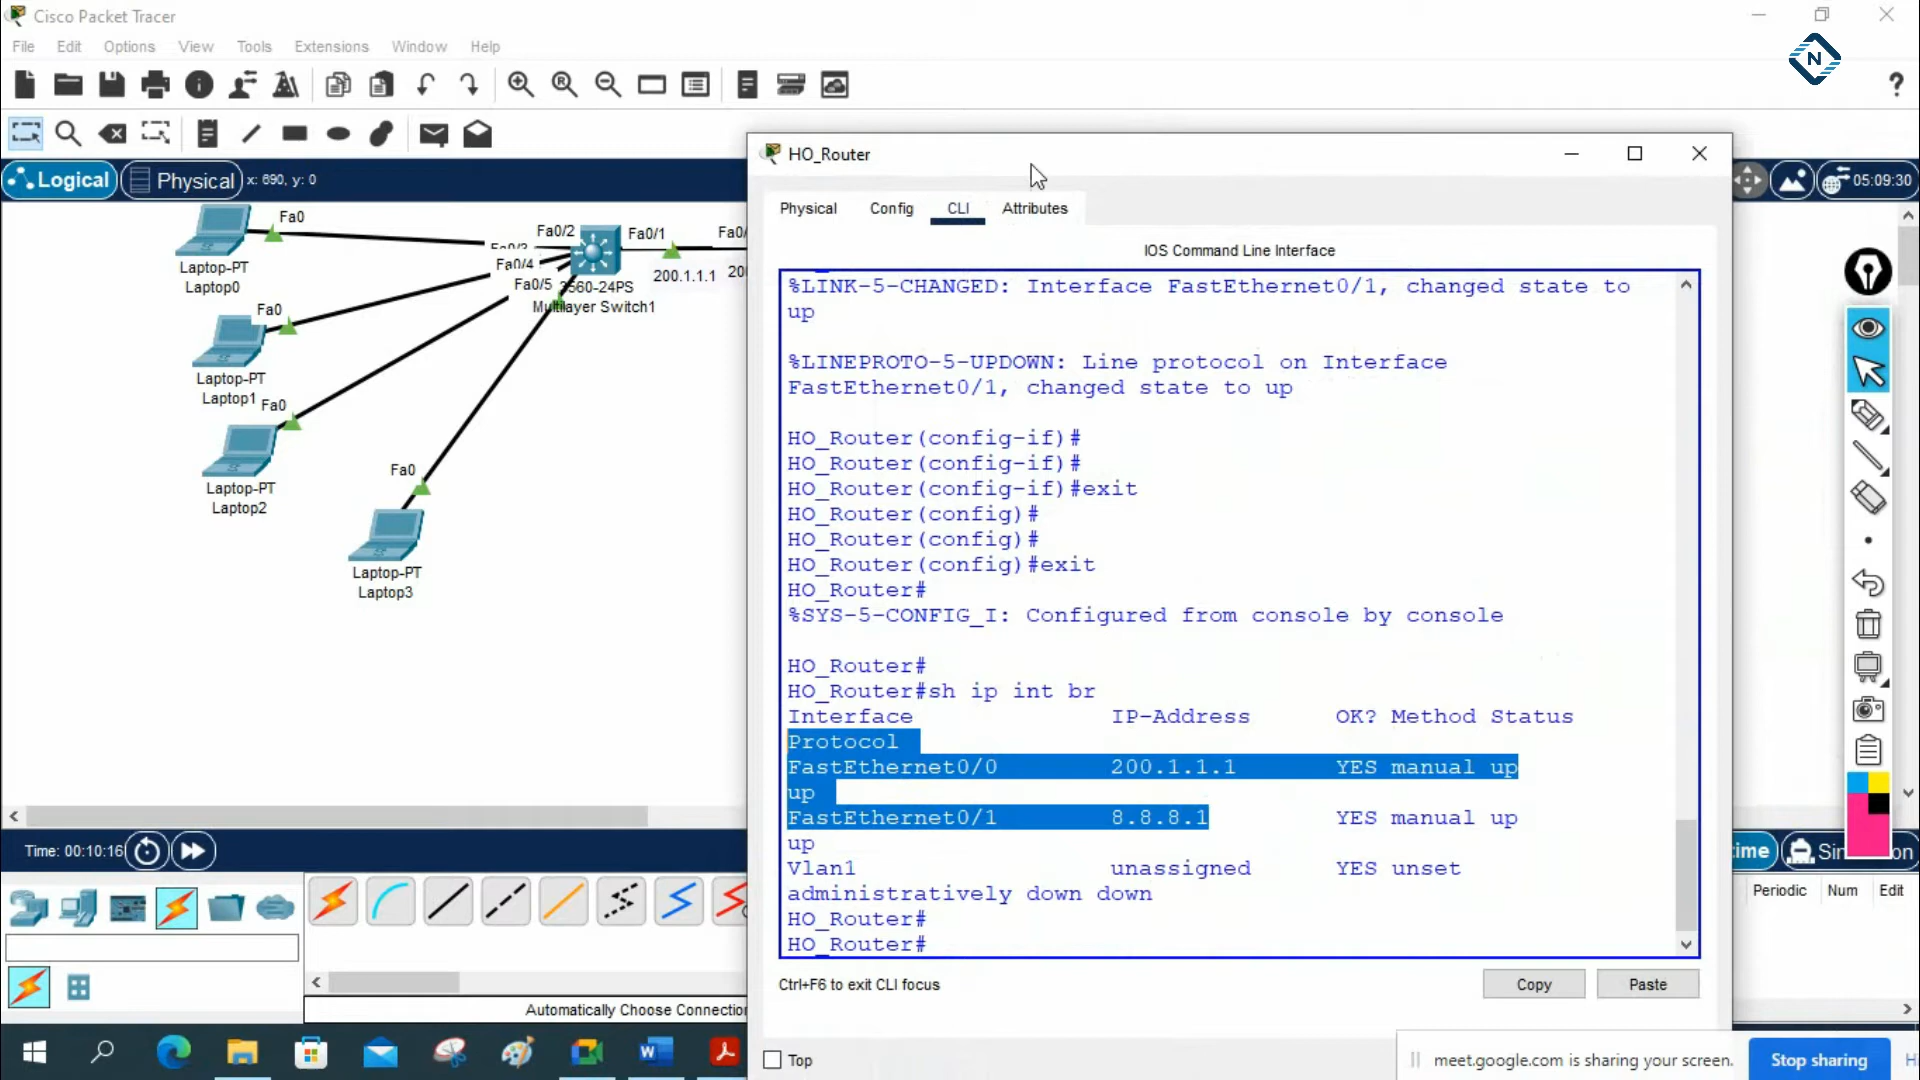 Cisco Packet Tracer
File Edit Options View Tools Extensions Window Help
N
?
Logical Physical x: 690, y: 0
05:09:30
HO_Router
Physical Config CLI Attributes
IOS Command Line Interface
Fa0
Laptop-PT
Laptop0
Fa0
Laptop-PT
Laptop1
Fa0
Laptop-PT
Laptop2
Fa0
Laptop-PT
Laptop3
Fa0/2
Fa0/3
Fa0/4
Fa0/5
Fa0/1
3560-24PS
Multilayer Switch1
200.1.1.1
%LINK-5-CHANGED: Interface FastEthernet0/1, changed state to
up
%LINEPROTO-5-UPDOWN: Line protocol on Interface
FastEthernet0/1, changed state to up
HO_Router(config-if)#
HO_Router(config-if)#
HO_Router(config-if)#exit
HO_Router(config)#
HO_Router(config)#
HO_Router(config)#exit
HO_Router#
%SYS-5-CONFIG_I: Configured from console by console
HO_Router#
HO_Router#sh ip int br
Interface IP-Address OK? Method Status
Protocol
FastEthernet0/0 200.1.1.1 YES manual up
up
FastEthernet0/1 8.8.8.1 YES manual up
up
Vlan1 unassigned YES unset
administratively down down
HO_Router#
HO_Router#
Ctrl+F6 to exit CLI focus
Copy Paste
Top
Time: 00:10:16
Periodic Num Edit
Automatically Choose Connectio
meet.google.com is sharing your screen.
Stop sharing